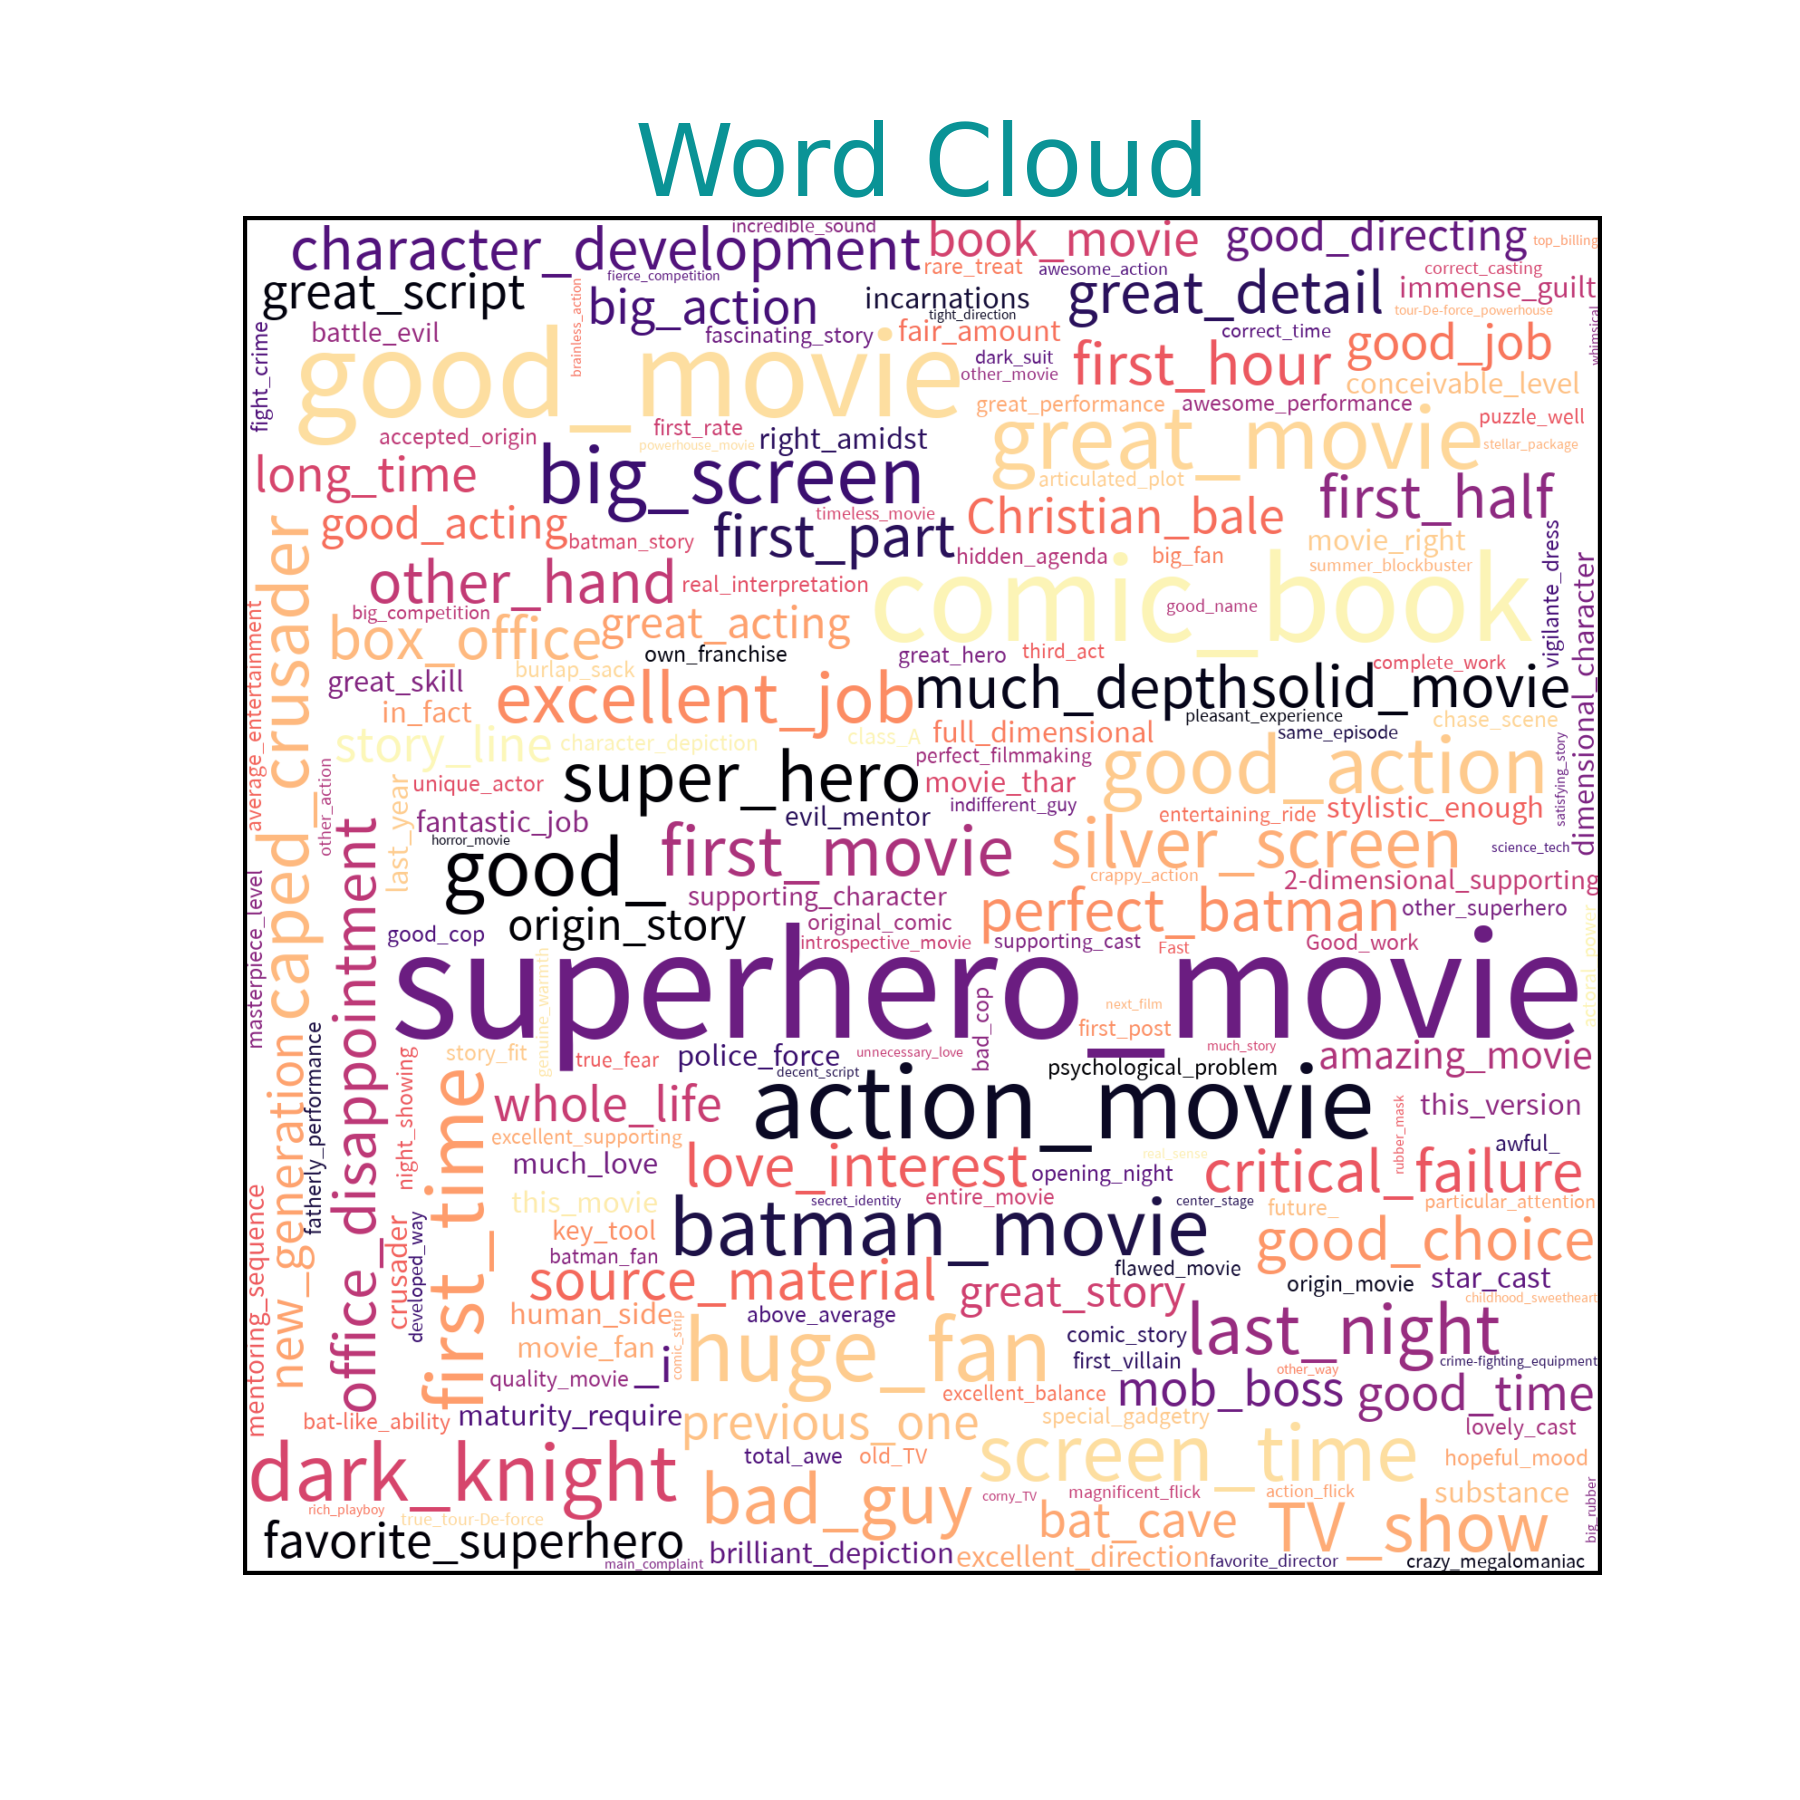 Word Cloud
incredible_sound
character_development
book_movie
good_directing
top_billing
fierce_competition
rare_treat
awesome_action
correct_casting
great_script
brainless_action
big_action
incarnations
great_detail
immense_guilt
tight_direction
tour-De-force_powerhouse
whimsical
fight_crime
battle_evil
fascinating_story
fair_amount
correct_time
good_job
good_movie
dark_suit
other_movie
first_hour
conceivable_level
great_performance
awesome_performance
puzzle_well
accepted_origin
first_rate
powerhouse_movie
right_amidst
great_movie
stellar_package
long_time
big_screen
articulated_plot
first_half
good_acting
timeless_movie
Christian_bale
batman_story
first_part
hidden_agenda
big_fan
movie_right
summer_blockbuster
vigilante_dress
dimensional_character
caped_crusader
other_hand
real_interpretation
comic_book
good_name
average_entertainment
big_competition
box_office
great_acting
own_franchise
great_hero
third_act
complete_work
burlap_sack
great_skill
excellent_job
much_depthsolid_movie
in_fact
pleasant_experience
chase_scene
full_dimensional
same_episode
story_line
character_depiction
class_A
perfect_filmmaking
good_action
satisfying_story
other_action
last_year
unique_actor
super_hero
movie_thar
indifferent_guy
entertaining_ride
stylistic_enough
fantastic_job
evil_mentor
horror_movie
first_movie
silver_screen
science_tech
good_
crappy_action
2-dimensional_supporting
masterpiece_level
office_disappointment
supporting_character
perfect_batman
other_superhero
good_cop
origin_story
original_comic
introspective_movie
supporting_cast
Fast
Good_work
actoral_power
genuine_warmth
superhero_movie
bad_cop
next_film
first_post
new_generation
fatherly_performance
night_showing
story_fit
true_fear
police_force
unnecessary_love
much_story
amazing_movie
decent_script
psychological_problem
first_time
whole_life
action_movie
rubber_mask
this_version
excellent_supporting
awful_
much_love
love_interest
real_sense
opening_night
critical_failure
mentoring_sequence
this_movie
secret_identity
entire_movie
center_stage
future_
particular_attention
crusader
developed_way
key_tool
batman_movie
good_choice
batman_fan
flawed_movie
source_material
origin_movie
star_cast
great_story
childhood_sweetheart
human_side
comic_strip
above_average
huge_fan
comic_story
last_night
movie_fan
first_villain
crime-fighting_equipment
quality_movie
_i
other_way
excellent_balance
mob_boss
good_time
bat-like_ability
maturity_require
previous_one
special_gadgetry
lovely_cast
dark_knight
total_awe
old_TV
screen_time
hopeful_mood
big_rubber
rich_playboy
true_tour-De-force
bad_guy
corny_TV
magnificent_flick
action_flick
substance
favorite_superhero
bat_cave
TV_show
main_complaint
brilliant_depiction
excellent_direction
favorite_director
crazy_megalomaniac